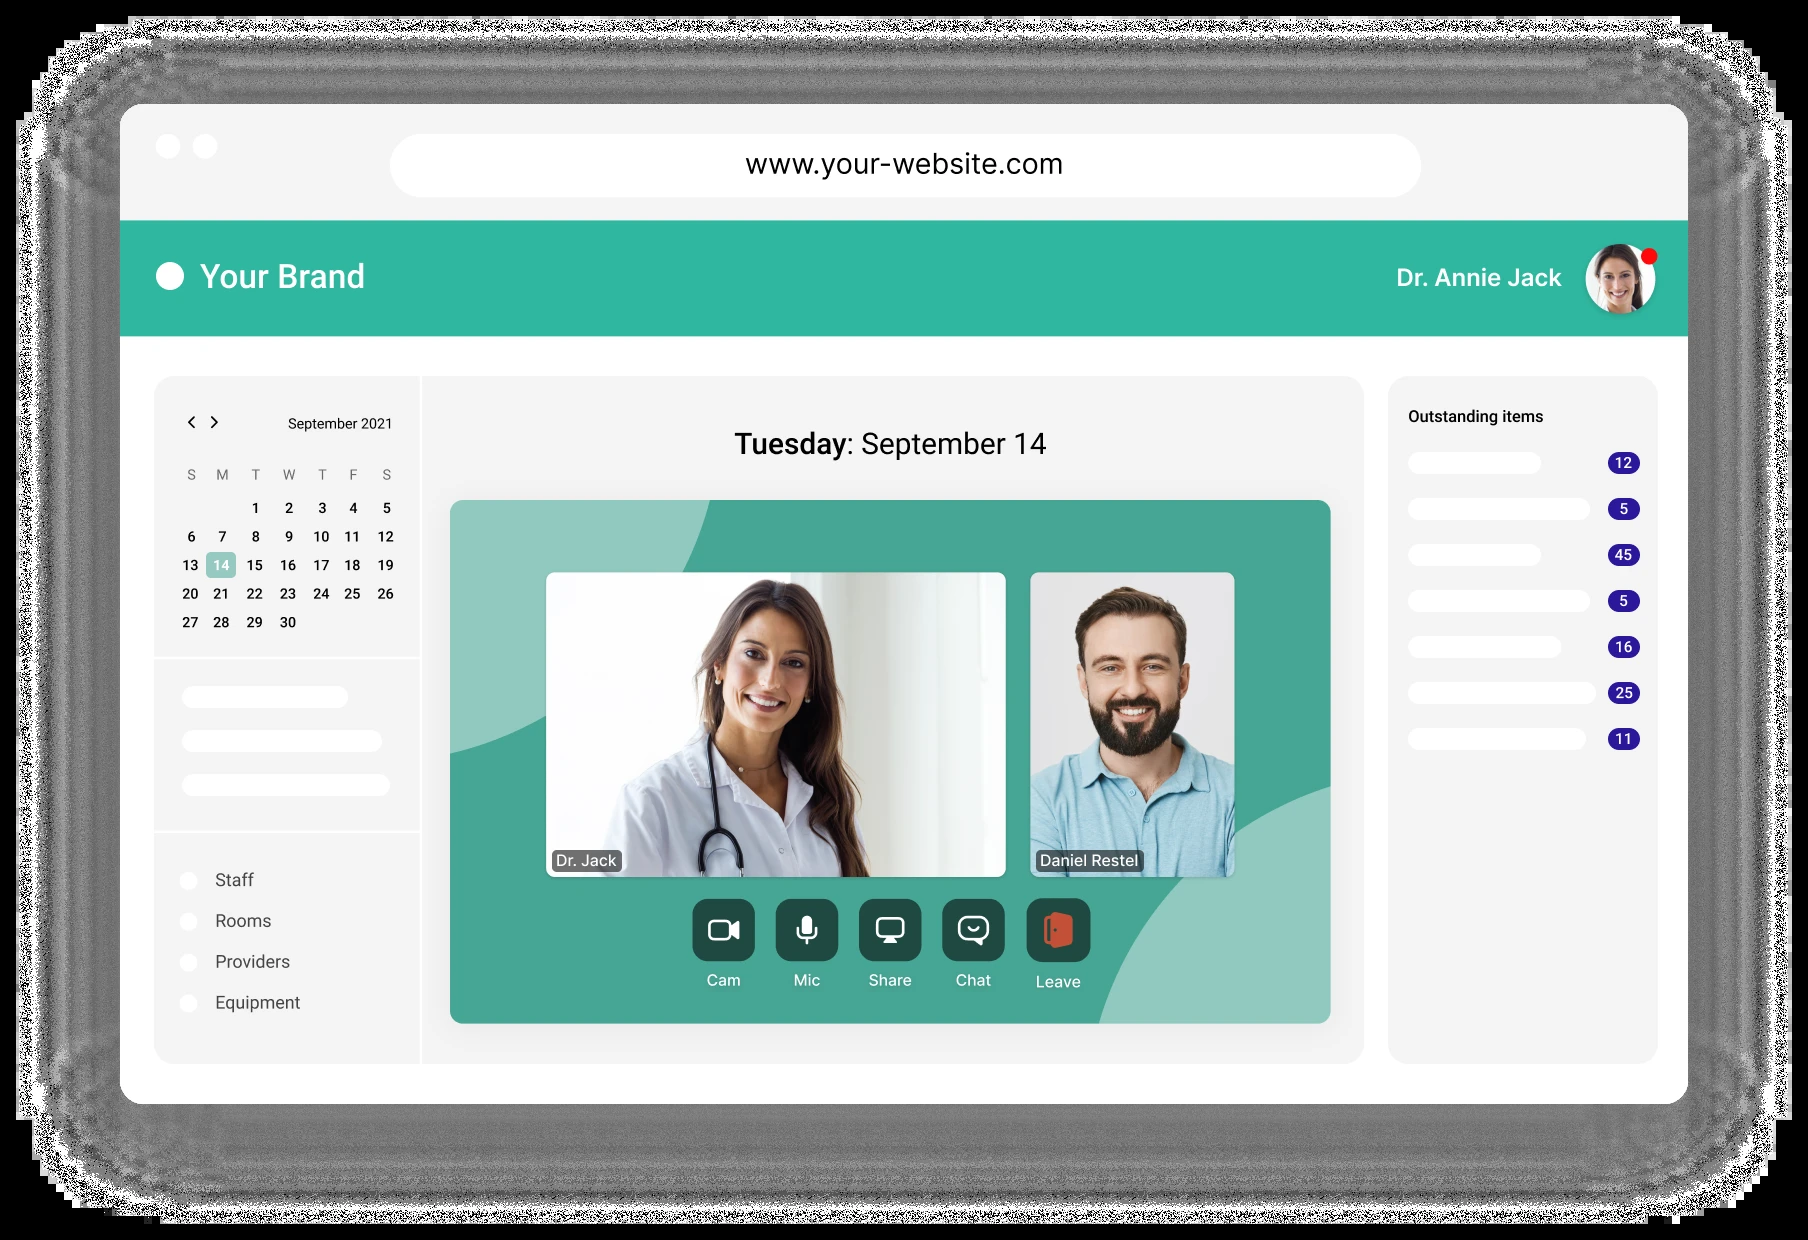 www.your-website.com
Your Brand
Dr. Annie Jack
September 2021
S M T W T F S
1 2 3 4 5
6 7 8 9 10 11 12
13 14 15 16 17 18 19
20 21 22 23 24 25 26
27 28 29 30
Staff
Rooms
Providers
Equipment
Tuesday: September 14
Dr. Jack
Daniel Restel
Cam Mic Share Chat Leave
Outstanding items
12
5
45
5
16
25
11